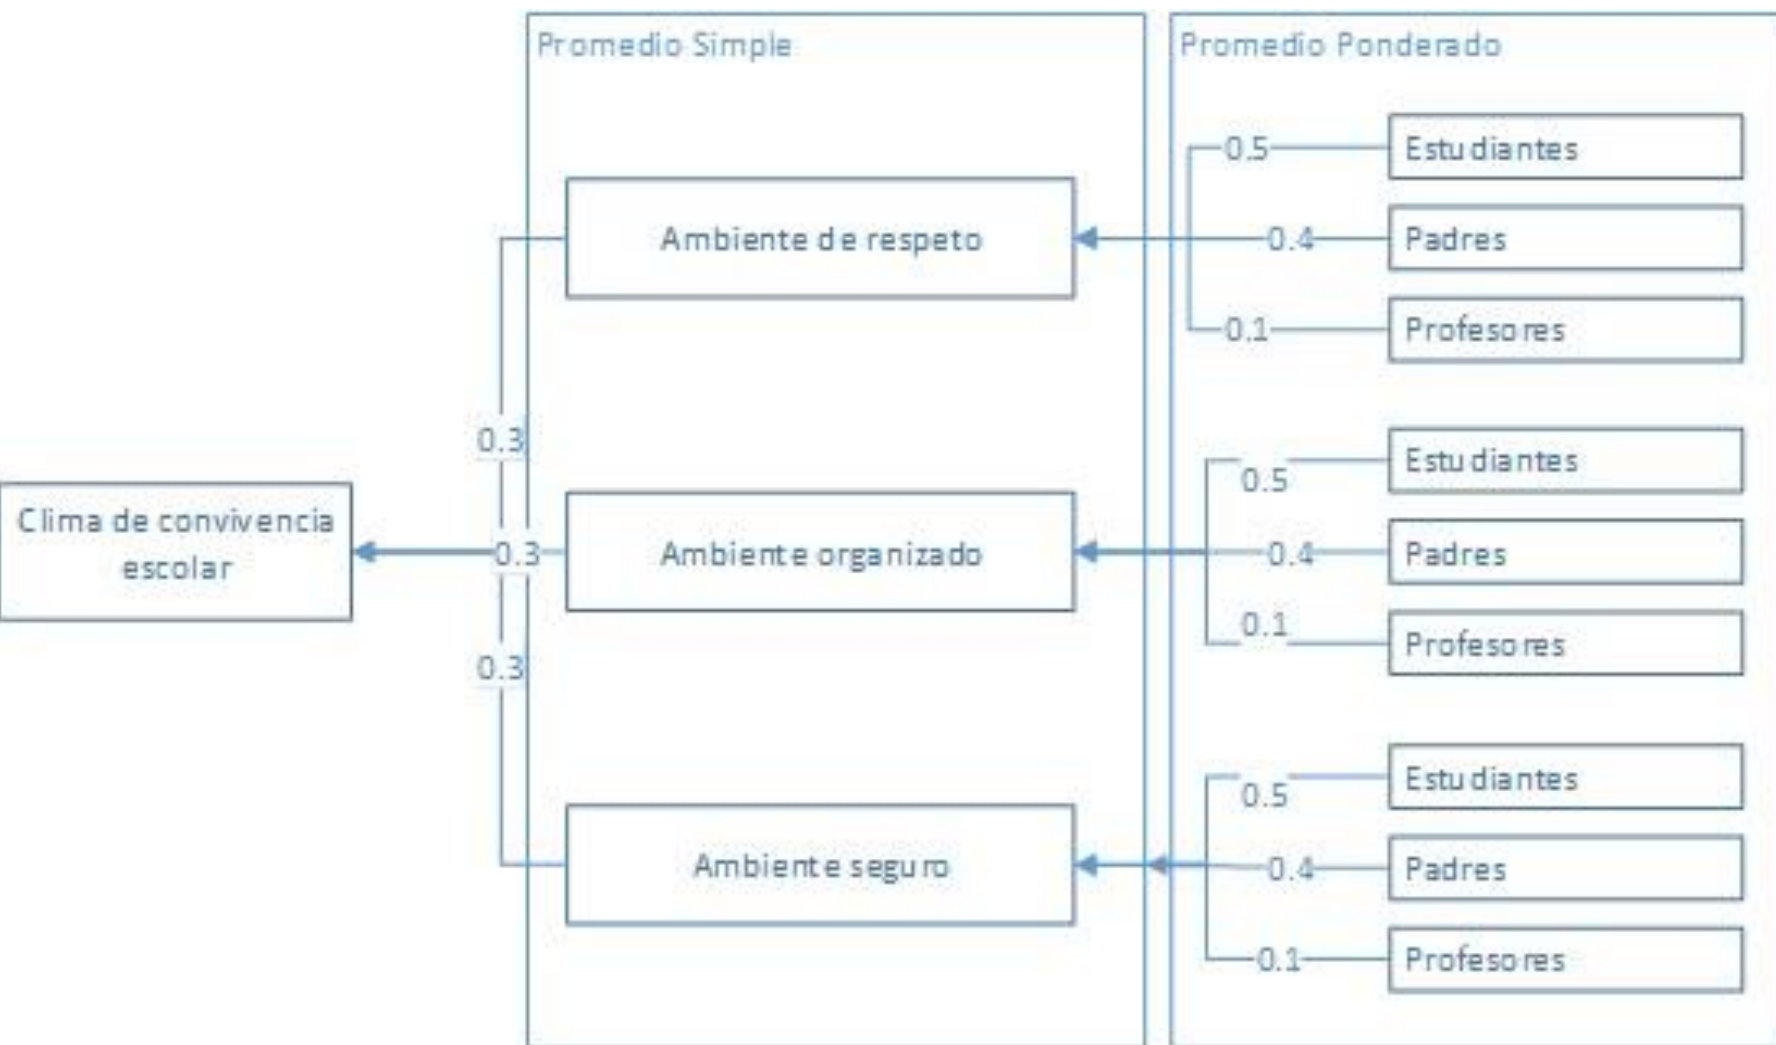 Promedio Simple
Promedio Ponderado
0.5
Estudiantes
Ambiente de respeto
0.4
Padres
0.1
Profesores
0.3
0.5
Estudiantes
Clima de convivencia
escolar
0.3
Ambiente organizado
0.4
Padres
0.1
Profesores
0.3
0.5
Estudiantes
Ambiente seguro
0.4
Padres
0.1
Profesores